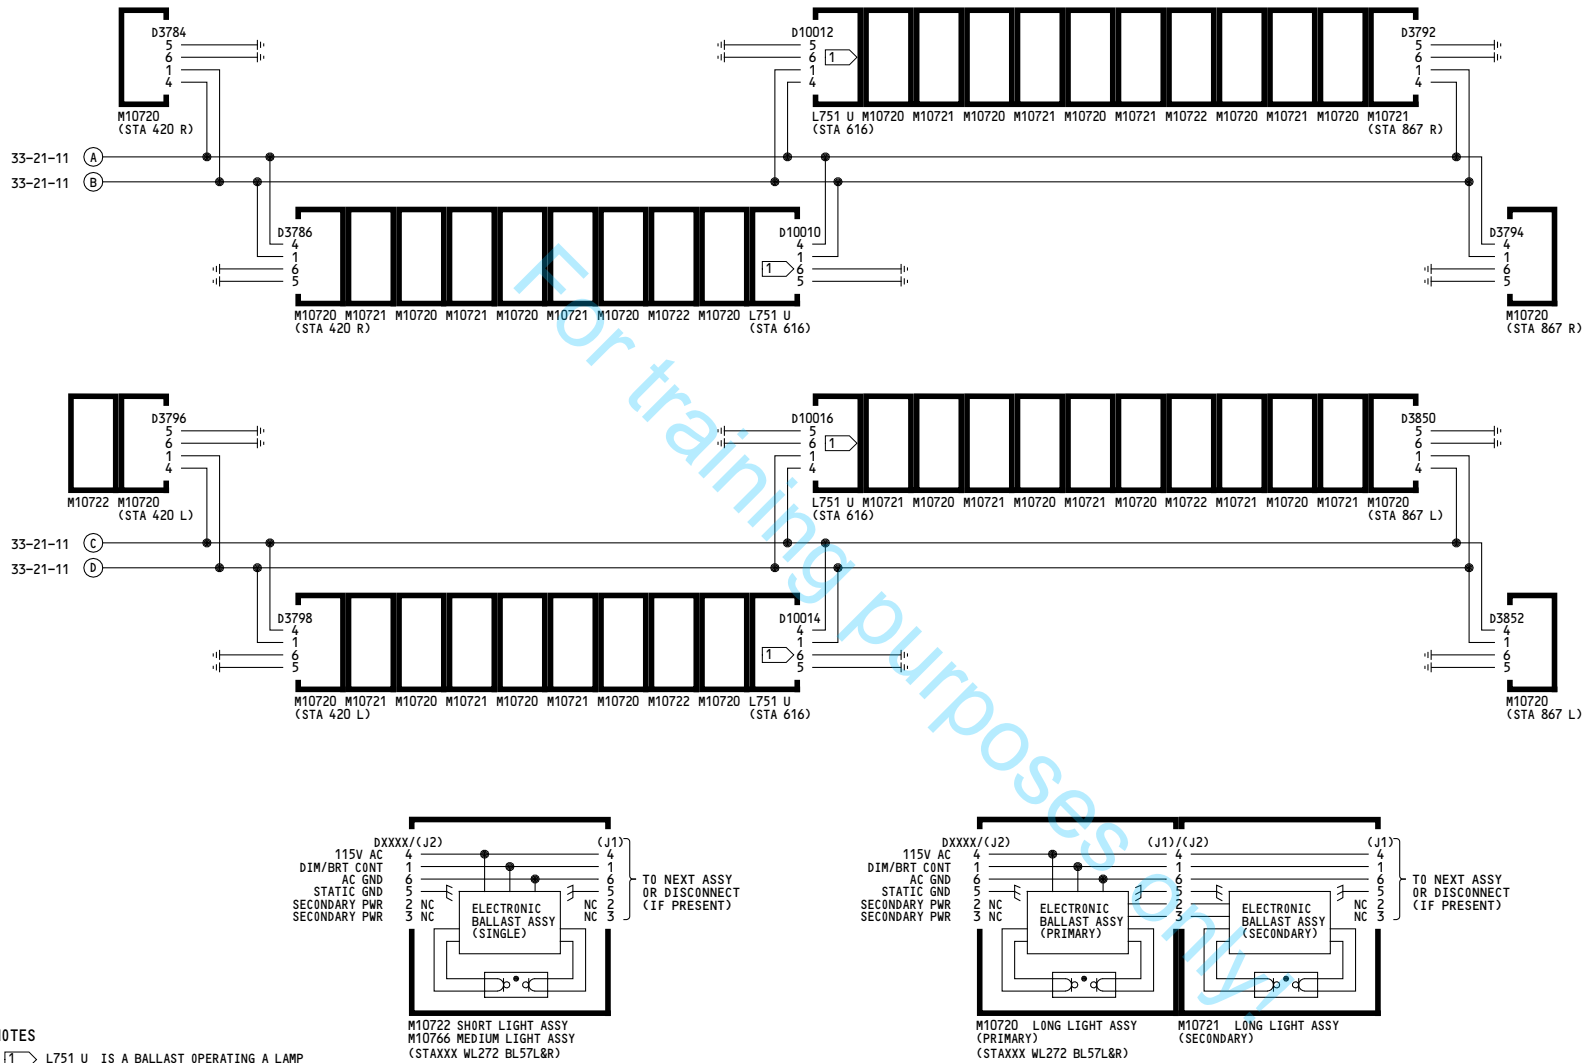 D3784
5
6
1
4
M10720
(STA 420 R)
D10012
5
6
1
4
1
D3792
5
6
1
4
L751 U M10720 M10721 M10720 M10721 M10720 M10721 M10722 M10720 M10721 M10720 M10721
(STA 616)
(STA 867 R)
33-21-11 A
33-21-11 B
D3786
4
1
6
5
D10010
4
1
6
5
1
M10720 M10721 M10720 M10721 M10720 M10721 M10720 M10722 M10720 L751 U
(STA 420 R)
(STA 616)
D3794
4
1
6
5
M10720
(STA 867 R)
D3796
5
6
1
4
M10722 M10720
(STA 420 L)
D10016
5
6
1
4
1
D3850
5
6
1
4
L751 U M10721 M10720 M10721 M10720 M10721 M10720 M10722 M10721 M10720 M10721 M10720
(STA 616)
(STA 867 L)
33-21-11 C
33-21-11 D
D3798
4
1
6
5
D10014
4
1
6
5
1
M10720 M10721 M10720 M10721 M10720 M10721 M10720 M10722 M10720 L751 U
(STA 420 L)
(STA 616)
D3852
4
1
6
5
M10720
(STA 867 L)
DXXXX/(J2) (J1)
115V AC 4 4
DIM/BRT CONT 1 1
AC GND 6 6
STATIC GND 5 5
SECONDARY PWR 2 NC NC 2
SECONDARY PWR 3 NC NC 3
TO NEXT ASSY
OR DISCONNECT
(IF PRESENT)
ELECTRONIC
BALLAST ASSY
(SINGLE)
M10722 SHORT LIGHT ASSY
M10766 MEDIUM LIGHT ASSY
(STAXXX WL272 BL57L&R)
DXXXX/(J2) (J1)/(J2) (J1)
115V AC 4 4 4
DIM/BRT CONT 1 1 1
AC GND 6 6 6
STATIC GND 5 5 5
SECONDARY PWR 2 NC 2 NC 2
SECONDARY PWR 3 NC 3 NC 3
TO NEXT ASSY
OR DISCONNECT
(IF PRESENT)
ELECTRONIC
BALLAST ASSY
(PRIMARY)
ELECTRONIC
BALLAST ASSY
(SECONDARY)
M10720 LONG LIGHT ASSY
(PRIMARY)
(STAXXX WL272 BL57L&R)
M10721 LONG LIGHT ASSY
(SECONDARY)
NOTES
1 L751 U IS A BALLAST OPERATING A LAMP
For training purposes only!